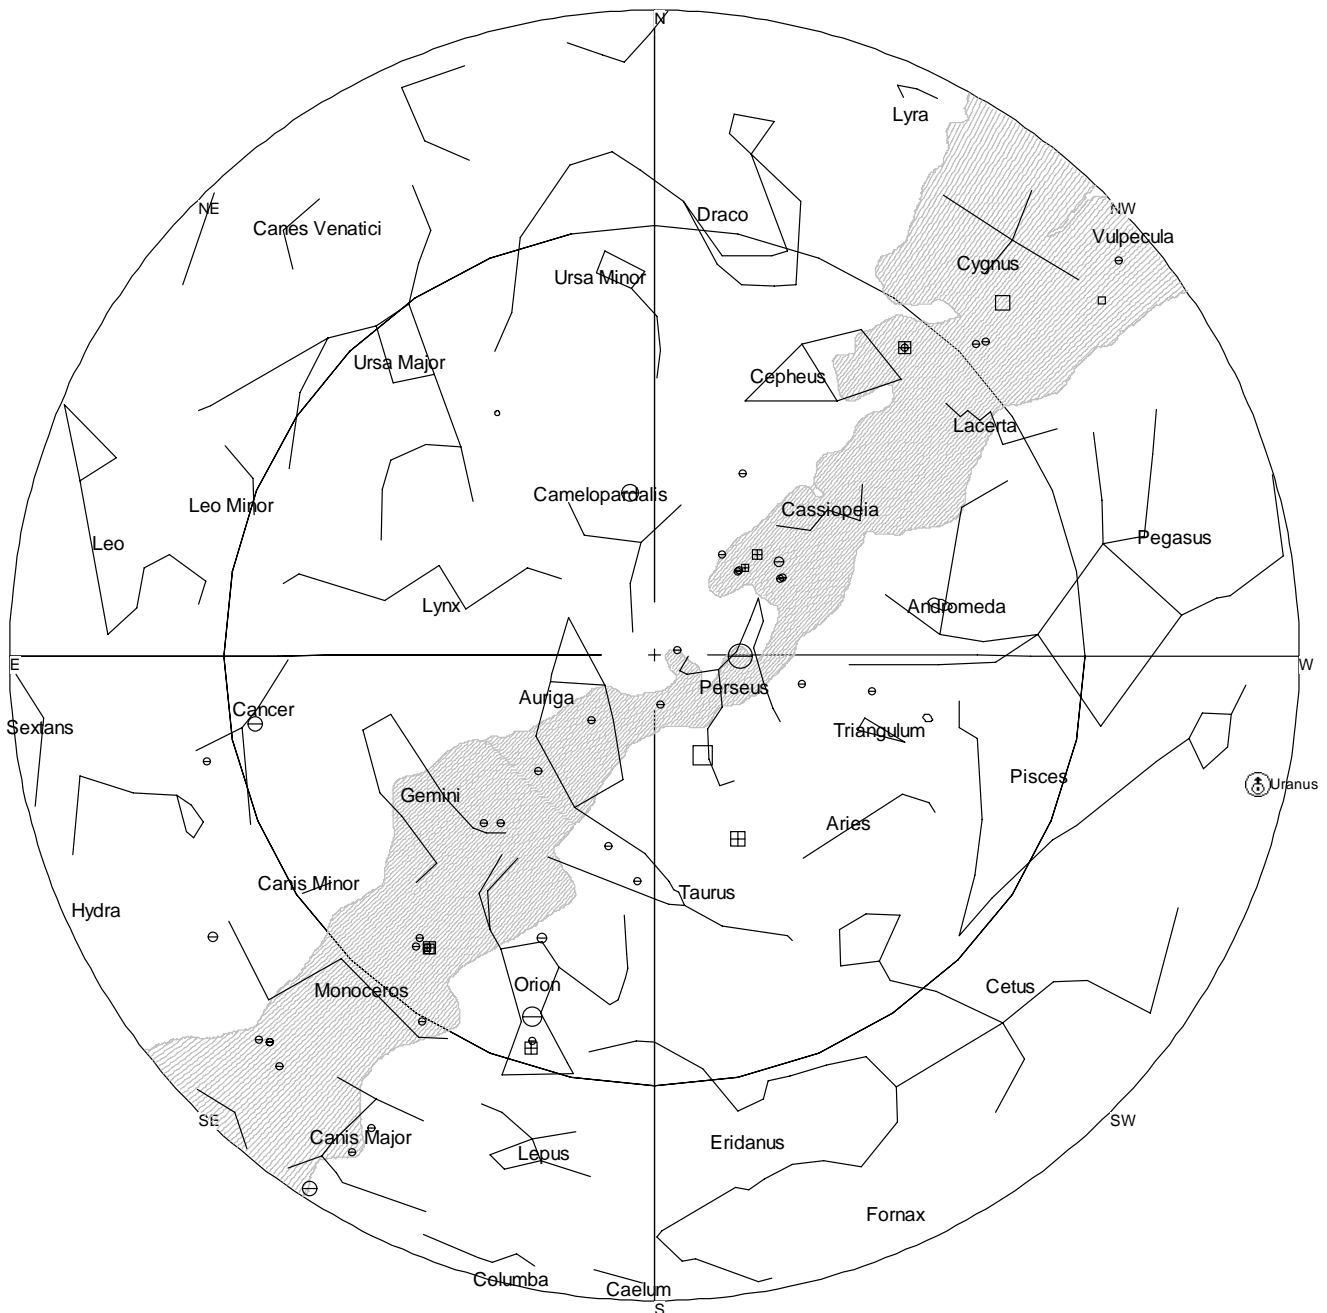 N
Lyra
NE
NW
Draco
Canes Venatici
Vulpecula
Cygnus
Ursa Minor
Ursa Major
Cepheus
Lacerta
Camelopardalis
Leo Minor
Cassiopeia
Leo
Pegasus
Lynx
Andromeda
E
W
Perseus
Auriga
Cancer
Sextans
Triangulum
Pisces
Uranus
Gemini
Aries
Canis Minor
Taurus
Hydra
Orion
Monoceros
Cetus
SE
SW
Canis Major
Eridanus
Lepus
Fornax
Columba
Caelum
S